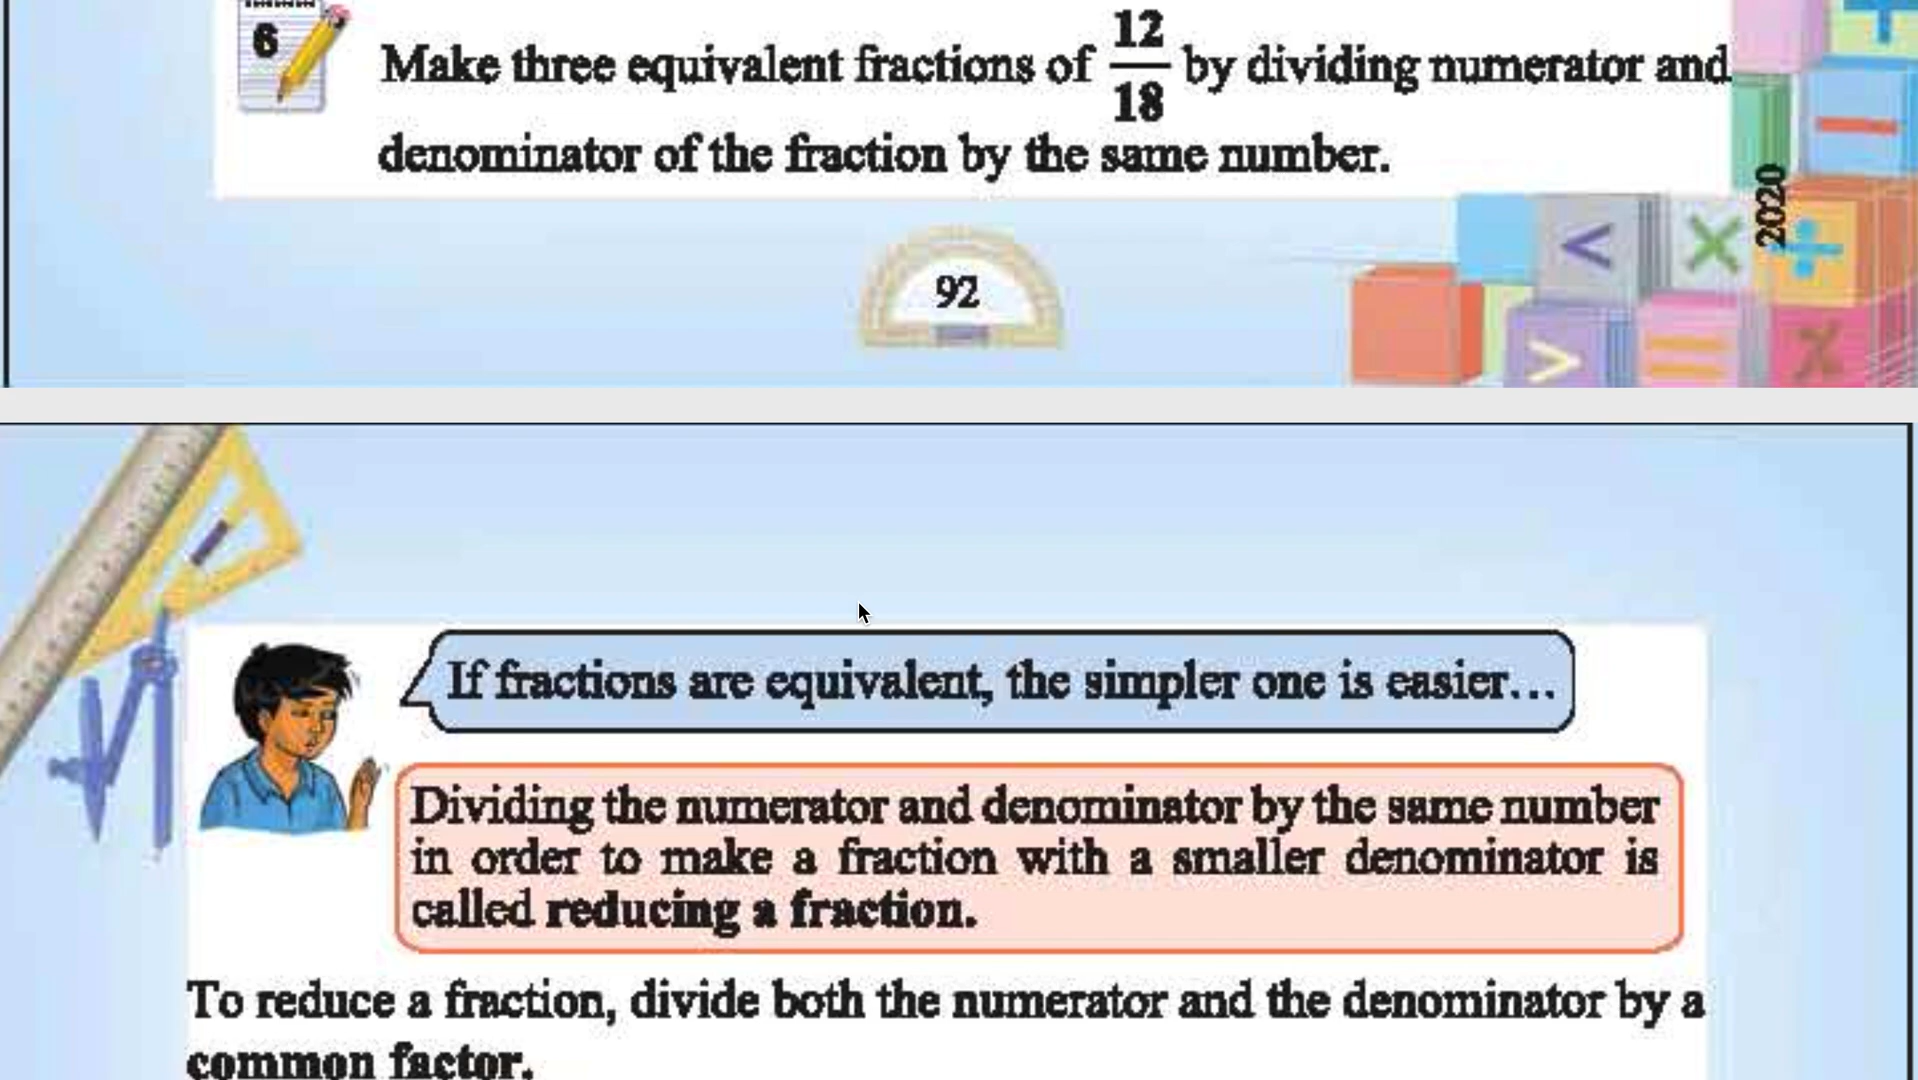 6
Make three equivalent fractions of 12/18 by dividing numerator and
denominator of the fraction by the same number.
2020
< × ÷
92
> = ×
If fractions are equivalent, the simpler one is easier…
Dividing the numerator and denominator by the same number
in order to make a fraction with a smaller denominator is
called reducing a fraction.
To reduce a fraction, divide both the numerator and the denominator by a
common factor.